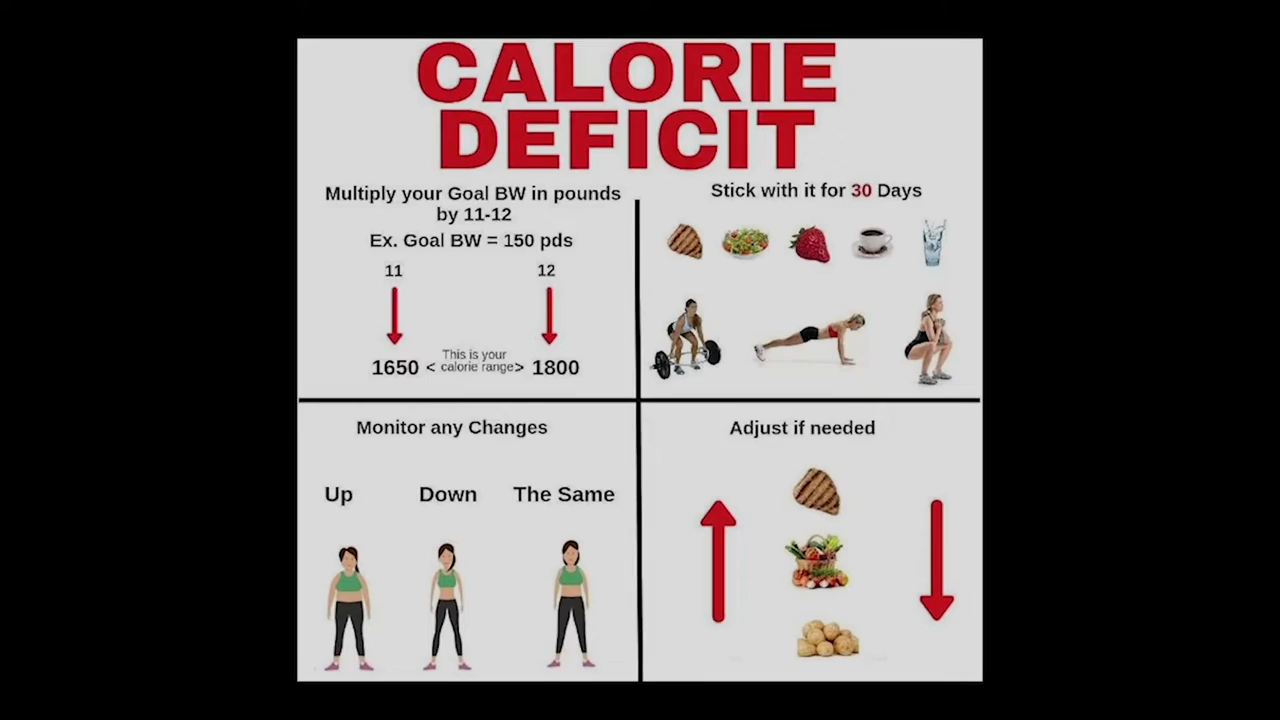 CALORIE
DEFICIT
Multiply your Goal BW in pounds
by 11-12
Ex. Goal BW = 150 pds
11
12
1650 < This is your calorie range> 1800
Stick with it for 30 Days
Monitor any Changes
Up
Down
The Same
Adjust if needed